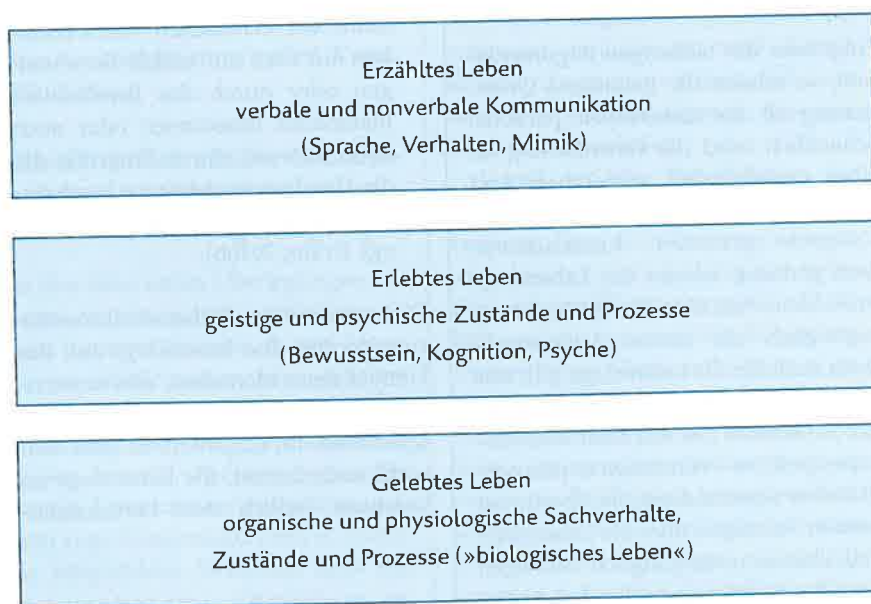 Erzähltes Leben
verbale und nonverbale Kommunikation
(Sprache, Verhalten, Mimik)
Erlebtes Leben
geistige und psychische Zustände und Prozesse
(Bewusstsein, Kognition, Psyche)
Gelebtes Leben
organische und physiologische Sachverhalte,
Zustände und Prozesse (»biologisches Leben«)